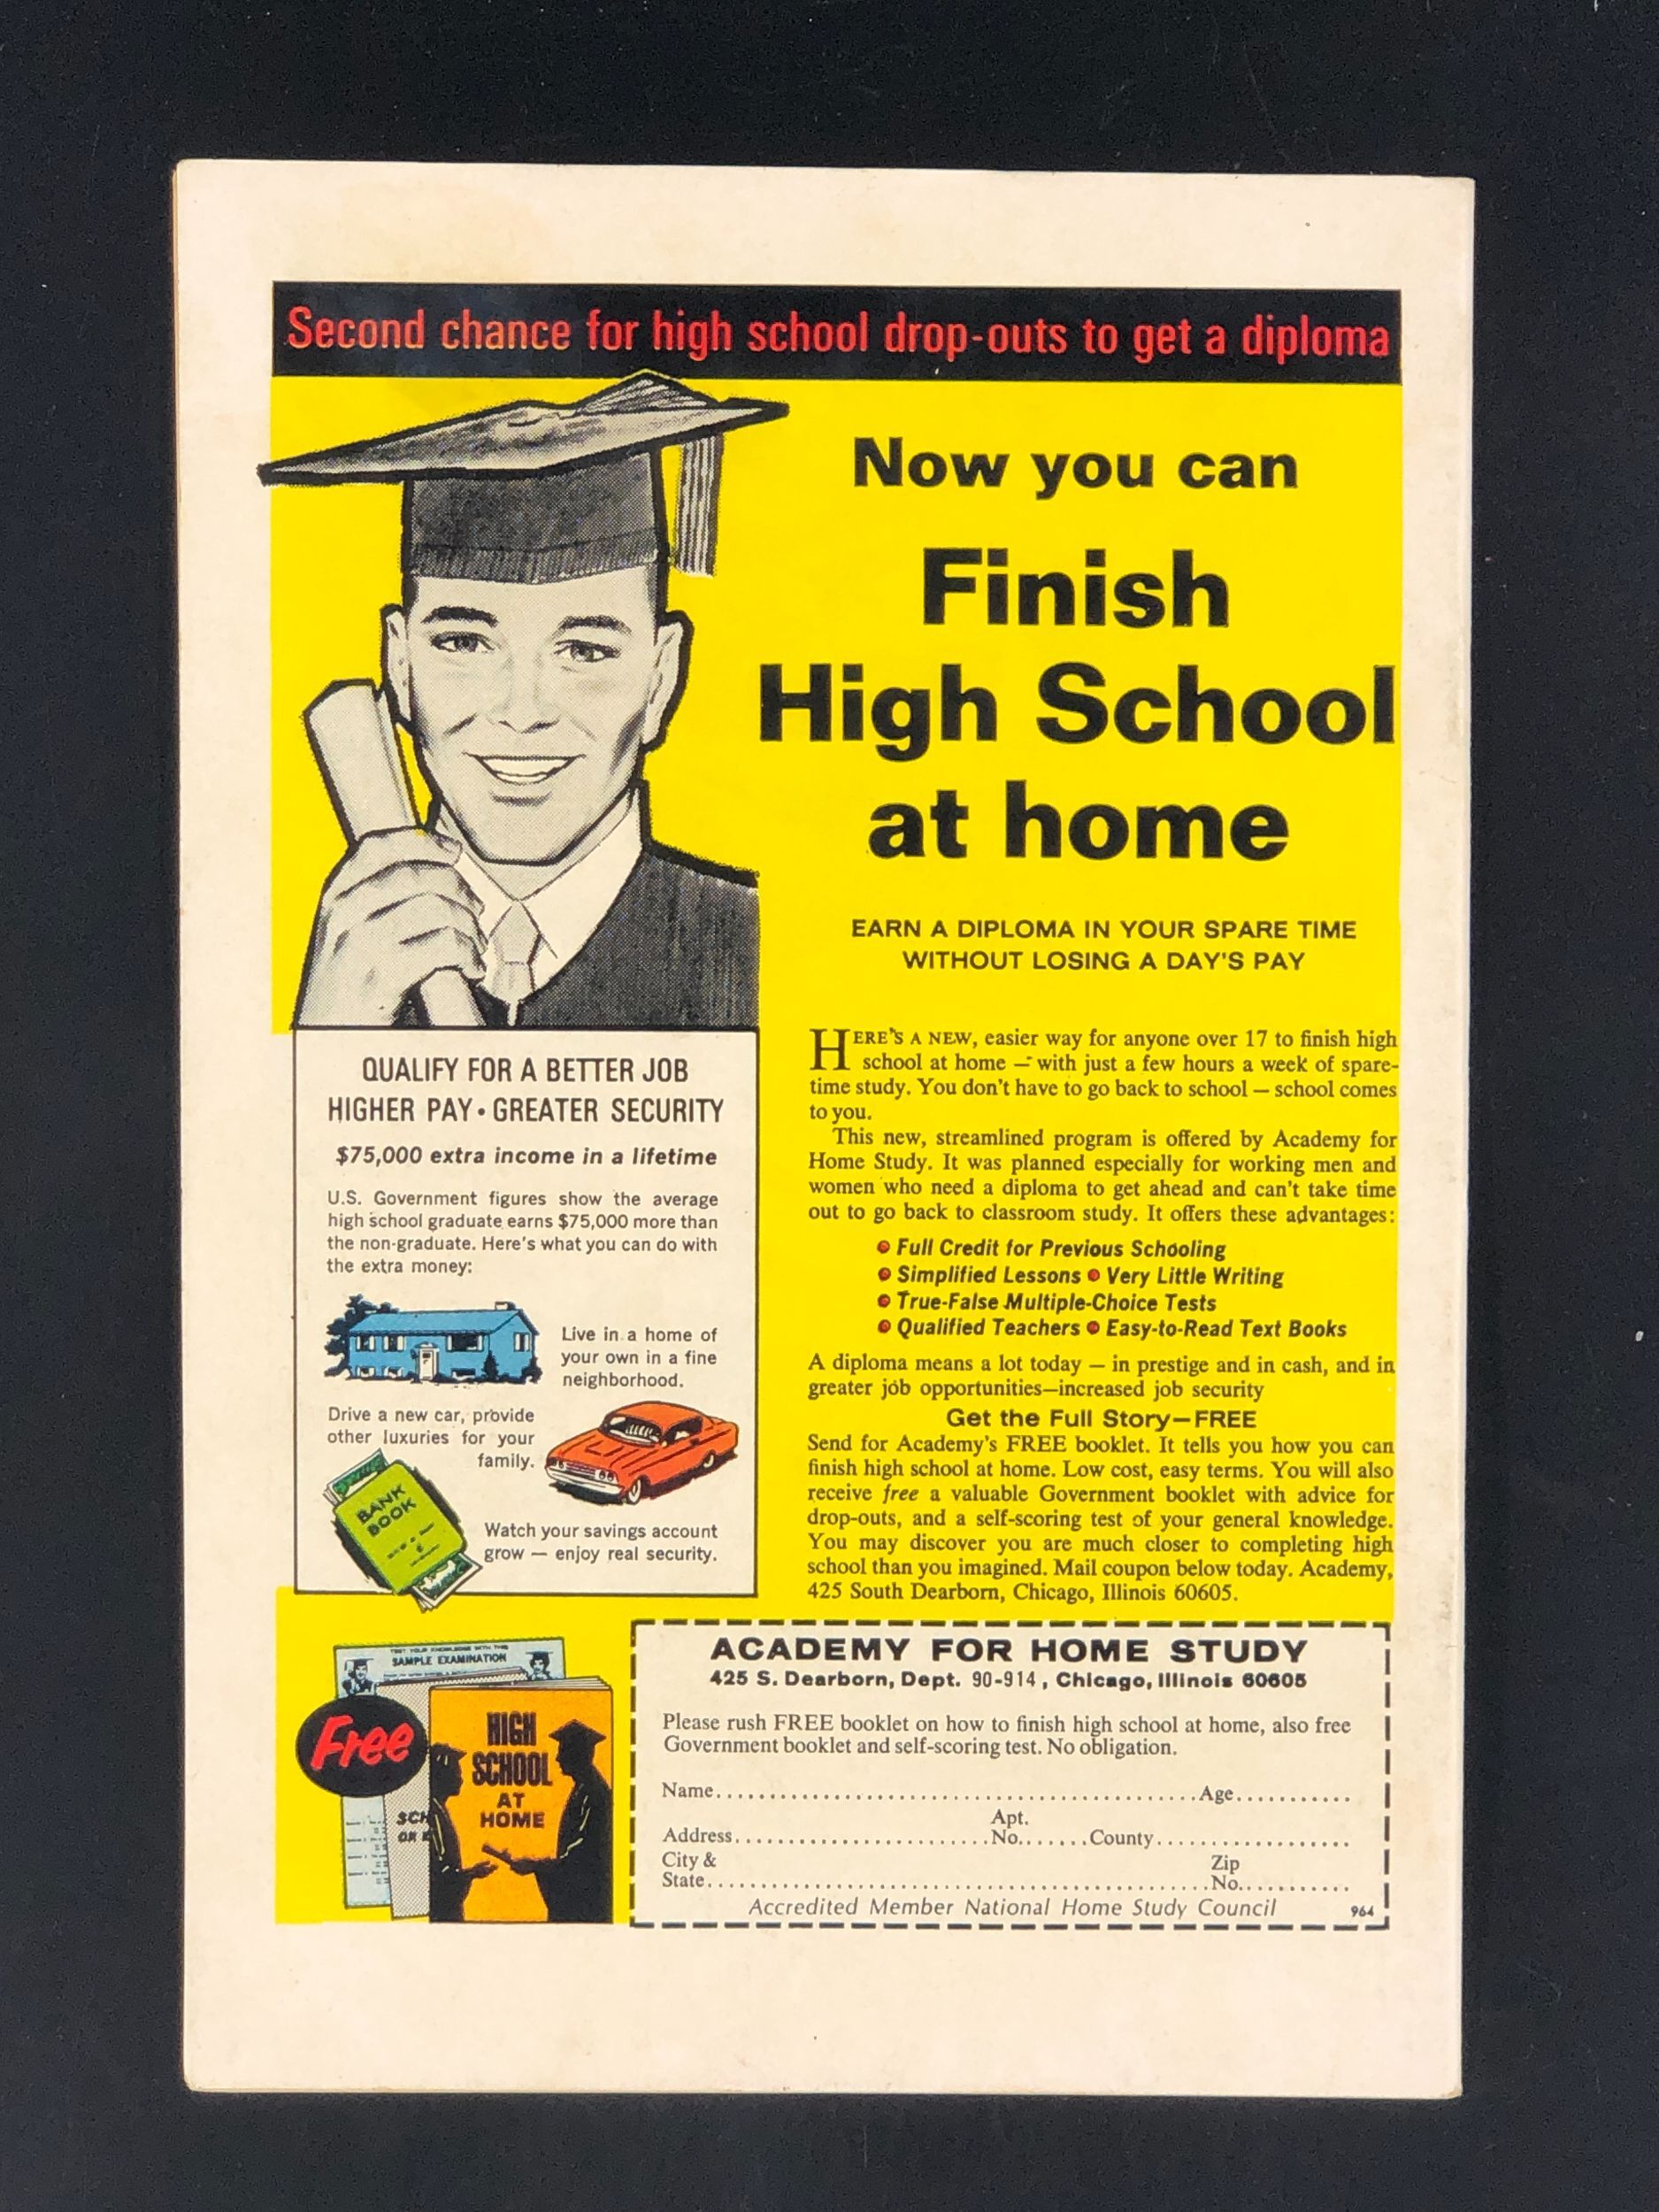 Second chance for high school drop-outs to get a diploma
Now you can
Finish
High School
at home
EARN A DIPLOMA IN YOUR SPARE TIME
WITHOUT LOSING A DAY'S PAY
QUALIFY FOR A BETTER JOB
HIGHER PAY • GREATER SECURITY
$75,000 extra income in a lifetime
U.S. Government figures show the average
high school graduate earns $75,000 more than
the non-graduate. Here's what you can do with
the extra money:
Live in a home of
your own in a fine
neighborhood.
Drive a new car, provide
other luxuries for your
family.
BANK
BOOK
Watch your savings account
grow — enjoy real security.
HERE'S A NEW, easier way for anyone over 17 to finish high
school at home — with just a few hours a week of spare-
time study. You don't have to go back to school — school comes
to you.
This new, streamlined program is offered by Academy for
Home Study. It was planned especially for working men and
women who need a diploma to get ahead and can't take time
out to go back to classroom study. It offers these advantages:
• Full Credit for Previous Schooling
• Simplified Lessons • Very Little Writing
• True-False Multiple-Choice Tests
• Qualified Teachers • Easy-to-Read Text Books
A diploma means a lot today — in prestige and in cash, and in
greater job opportunities—increased job security
Get the Full Story—FREE
Send for Academy's FREE booklet. It tells you how you can
finish high school at home. Low cost, easy terms. You will also
receive free a valuable Government booklet with advice for
drop-outs, and a self-scoring test of your general knowledge.
You may discover you are much closer to completing high
school than you imagined. Mail coupon below today. Academy,
425 South Dearborn, Chicago, Illinois 60605.
TEST YOUR KNOWLEDGE WITH THIS
SAMPLE EXAMINATION
Free
SCH
OR
HIGH
SCHOOL
AT
HOME
ACADEMY FOR HOME STUDY
425 S. Dearborn, Dept. 90-914, Chicago, Illinois 60605
Please rush FREE booklet on how to finish high school at home, also free
Government booklet and self-scoring test. No obligation.
Name..........Age..........
Apt.
Address..........No.......County..........
City & Zip
State..........No..........
Accredited Member National Home Study Council 964